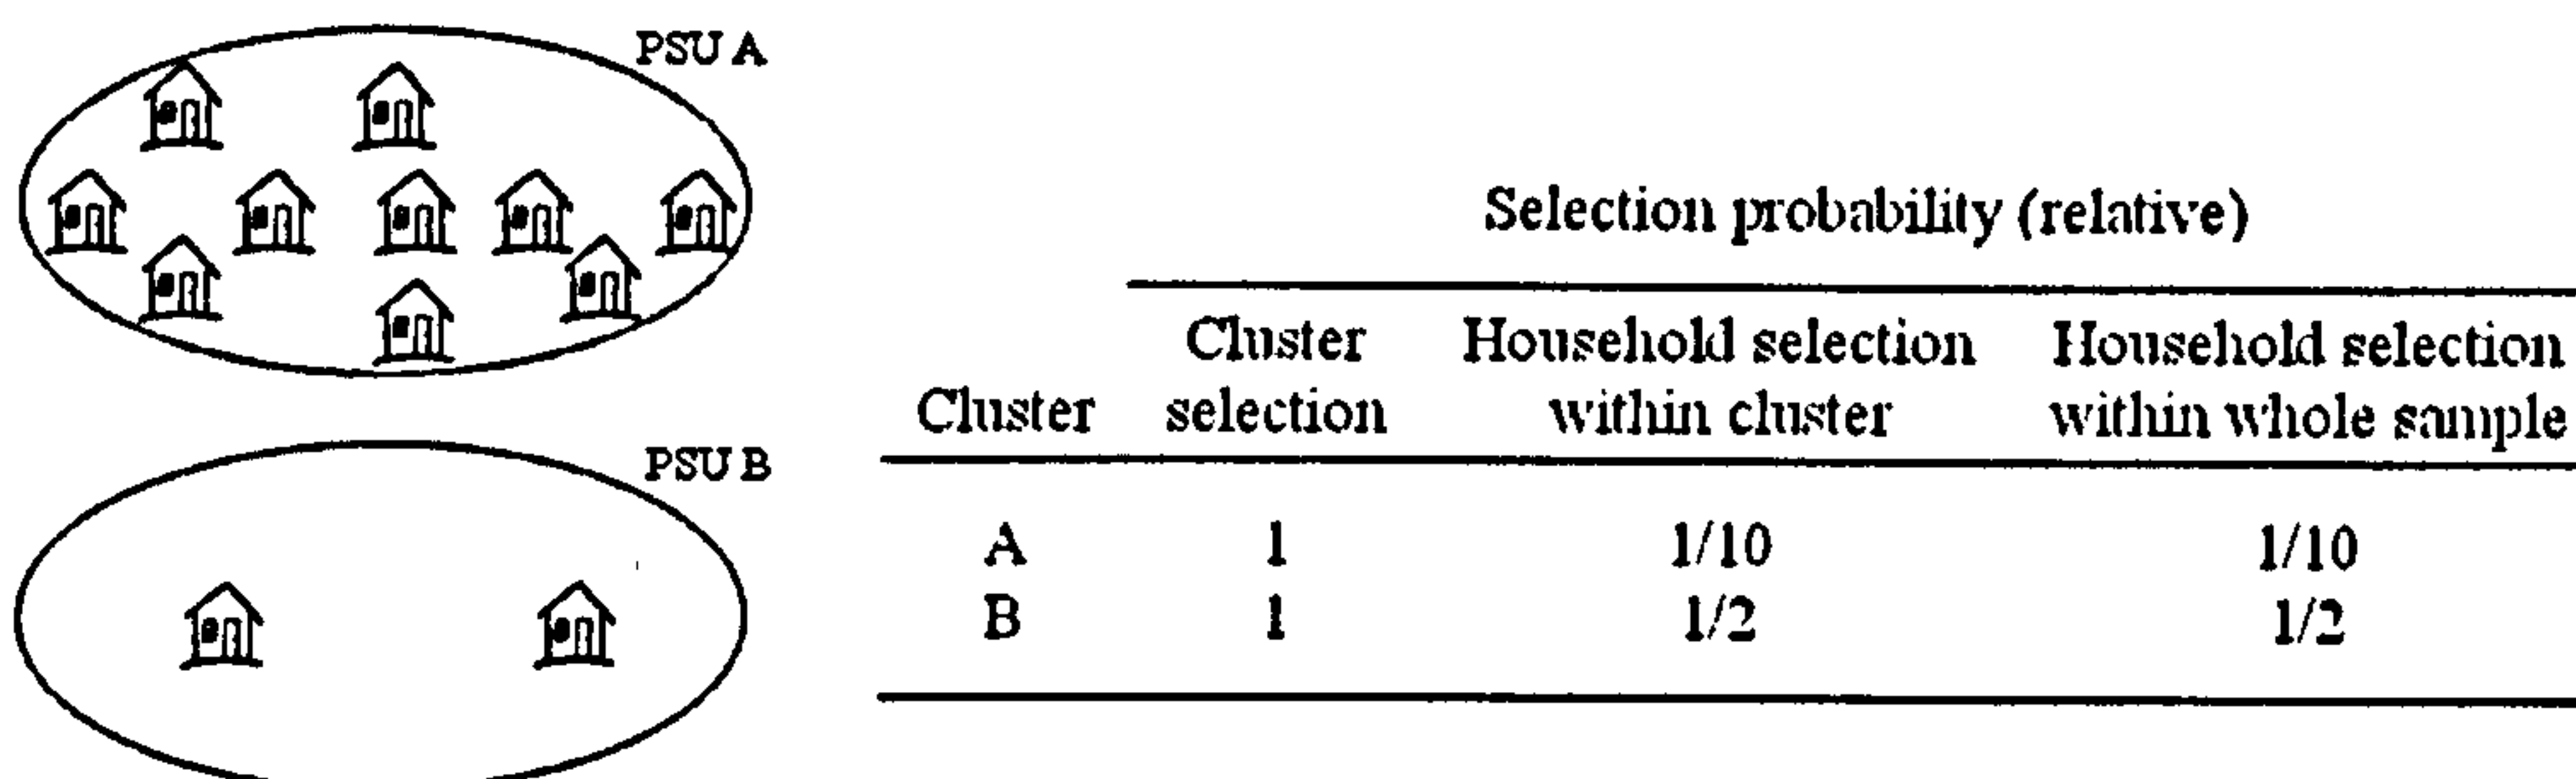 PSU A
PSU B
Selection probability (relative)
Cluster Household selection Household selection
Cluster selection within cluster within whole sample
A 1 1/10 1/10
B 1 1/2 1/2